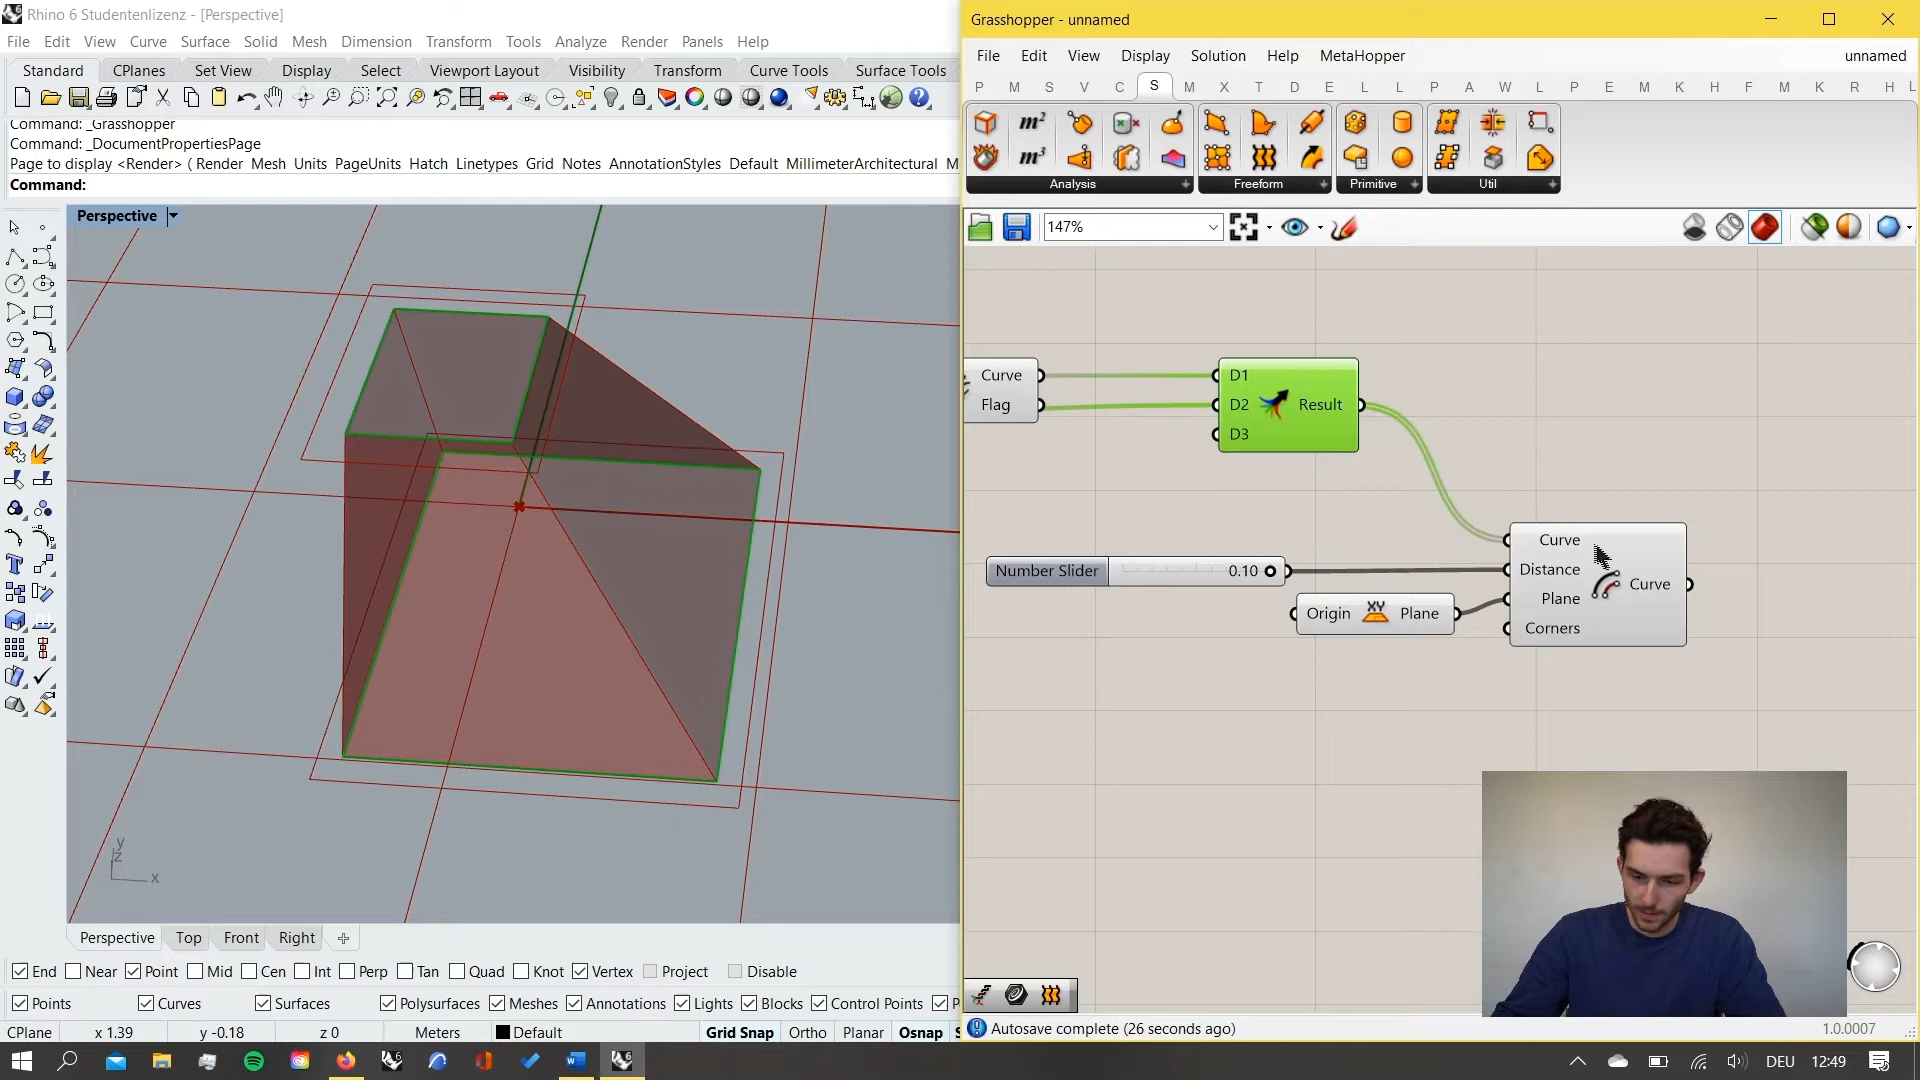 Rhino 6 Studentenlizenz - [Perspective]
File Edit View Curve Surface Solid Mesh Dimension Transform Tools Analyze Render Panels Help
Standard CPlanes Set View Display Select Viewport Layout Visibility Transform Curve Tools Surface Tools
Command: _Grasshopper
Command: _DocumentPropertiesPage
Page to display <Render> ( Render Mesh Units PageUnits Hatch Linetypes Grid Notes AnnotationStyles Default MillimeterArchitectural M
Command:
Perspective
y
z
x
Perspective Top Front Right
End Near Point Mid Cen Int Perp Tan Quad Knot Vertex Project Disable
Points Curves Surfaces Polysurfaces Meshes Annotations Lights Blocks Control Points P
CPlane x 1.39 y -0.18 z 0 Meters Default Grid Snap Ortho Planar Osnap S
Grasshopper - unnamed
File Edit View Display Solution Help MetaHopper unnamed
P M S V C S M X T D E L L P A W L P E M K H F M K R H L
m²
m³
Analysis Freeform Primitive Util
147%
Curve
Flag
D1
D2
D3
Result
Number Slider 0.10
Origin XY Plane
Curve
Distance
Plane
Corners
Curve
Autosave complete (26 seconds ago) 1.0.0007
DEU 12:49